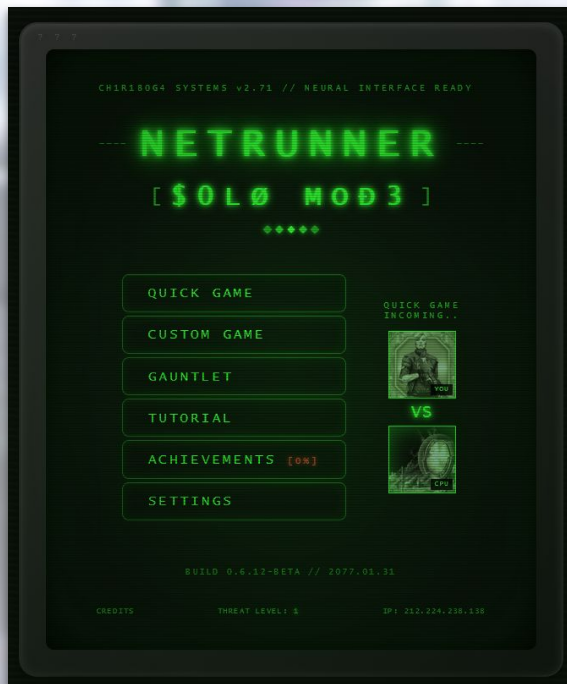 ? ? ?
CH1R1B0G4 SYSTEMS v2.71 // NEURAL INTERFACE READY
---- NETRUNNER ----
[ $0LØ MOĐ3 ]
QUICK GAME
CUSTOM GAME
GAUNTLET
TUTORIAL
ACHIEVEMENTS [0%]
SETTINGS
QUICK GAME
INCOMING..
YOU
VS
CPU
BUILD 0.6.12-BETA // 2077.01.31
CREDITS
THREAT LEVEL: 1
IP: 212.224.238.138